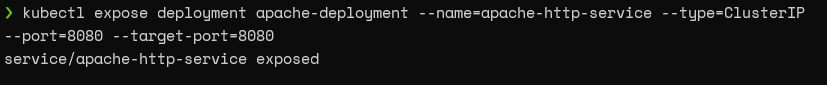 ❯ kubectl expose deployment apache-deployment --name=apache-http-service --type=ClusterIP
--port=8080 --target-port=8080
service/apache-http-service exposed